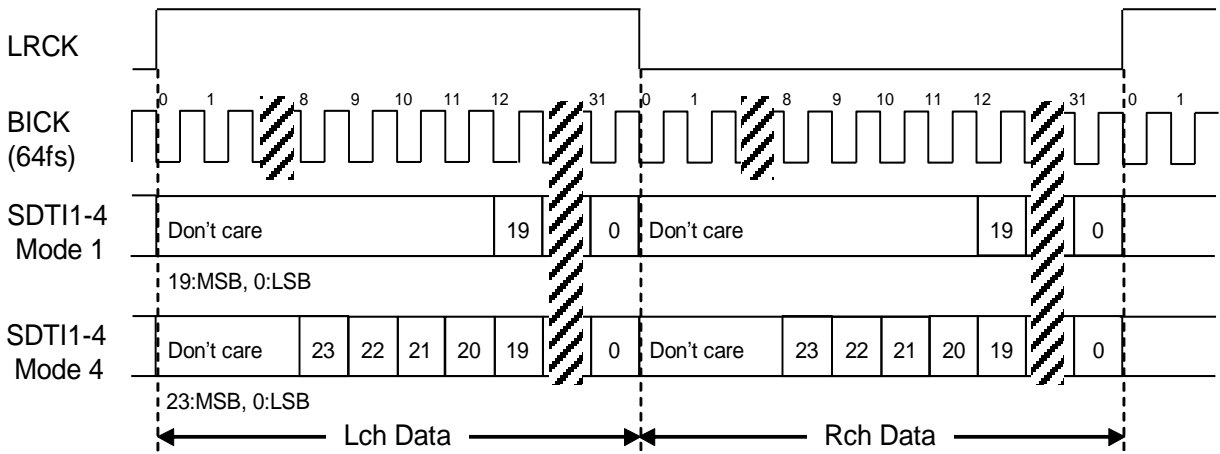 LRCK
0 1 8 9 10 11 12 31 0 1 8 9 10 11 12 31 0 1
BICK
(64fs)
SDTI1-4
Mode 1
Don't care 19 0 Don't care 19 0
19:MSB, 0:LSB
SDTI1-4
Mode 4
Don't care 23 22 21 20 19 0 Don't care 23 22 21 20 19 0
23:MSB, 0:LSB
Lch Data Rch Data